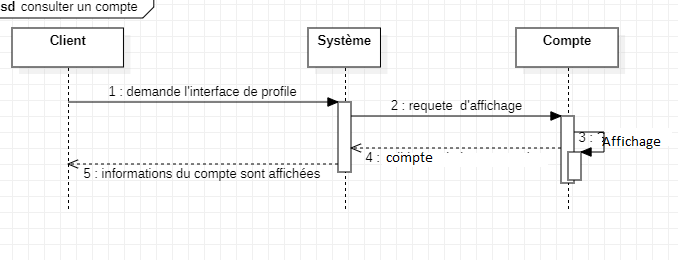 sd consulter un compte
Client
Système
Compte
1 : demande l'interface de profile
2 : requete d'affichage
3 : Affichage
4 : compte
5 : informations du compte sont affichées